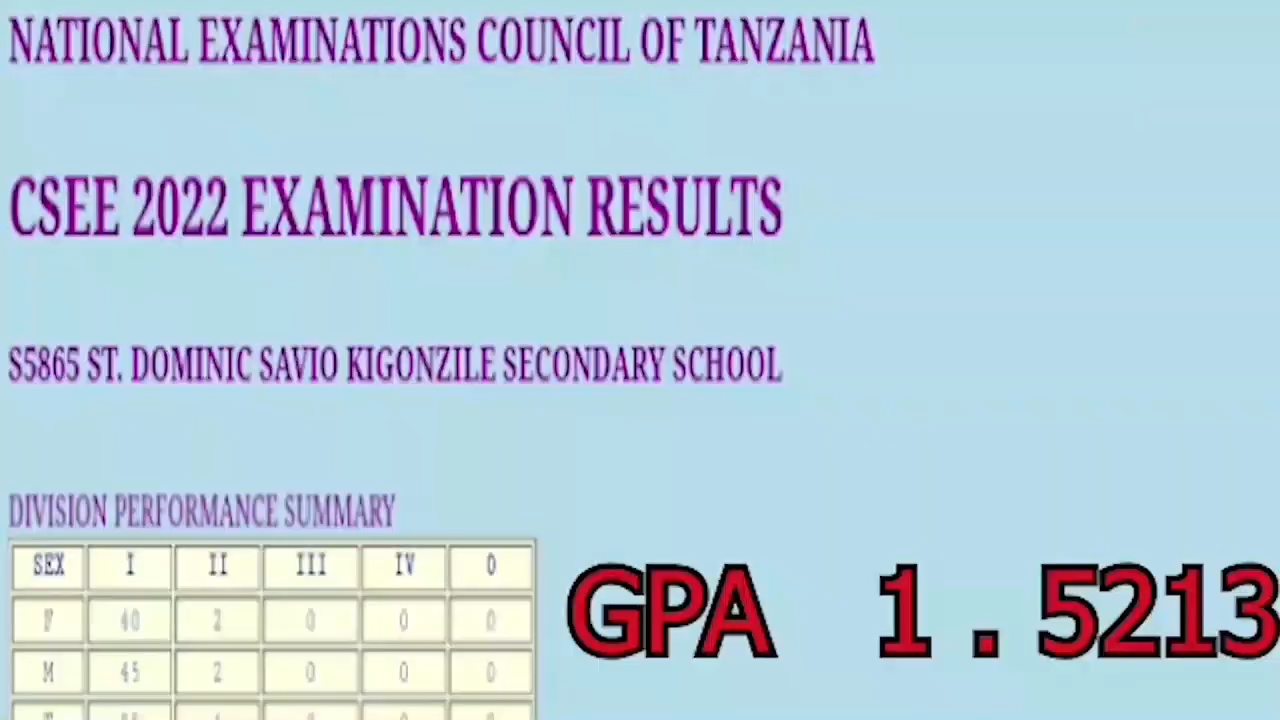 NATIONAL EXAMINATIONS COUNCIL OF TANZANIA
CSEE 2022 EXAMINATION RESULTS
S5865 ST. DOMINIC SAVIO KIGONZILE SECONDARY SCHOOL
DIVISION PERFORMANCE SUMMARY
SEX I II III IV 0
F 40 2 0 0 0
M 45 2 0 0 0
GPA 1 . 5213